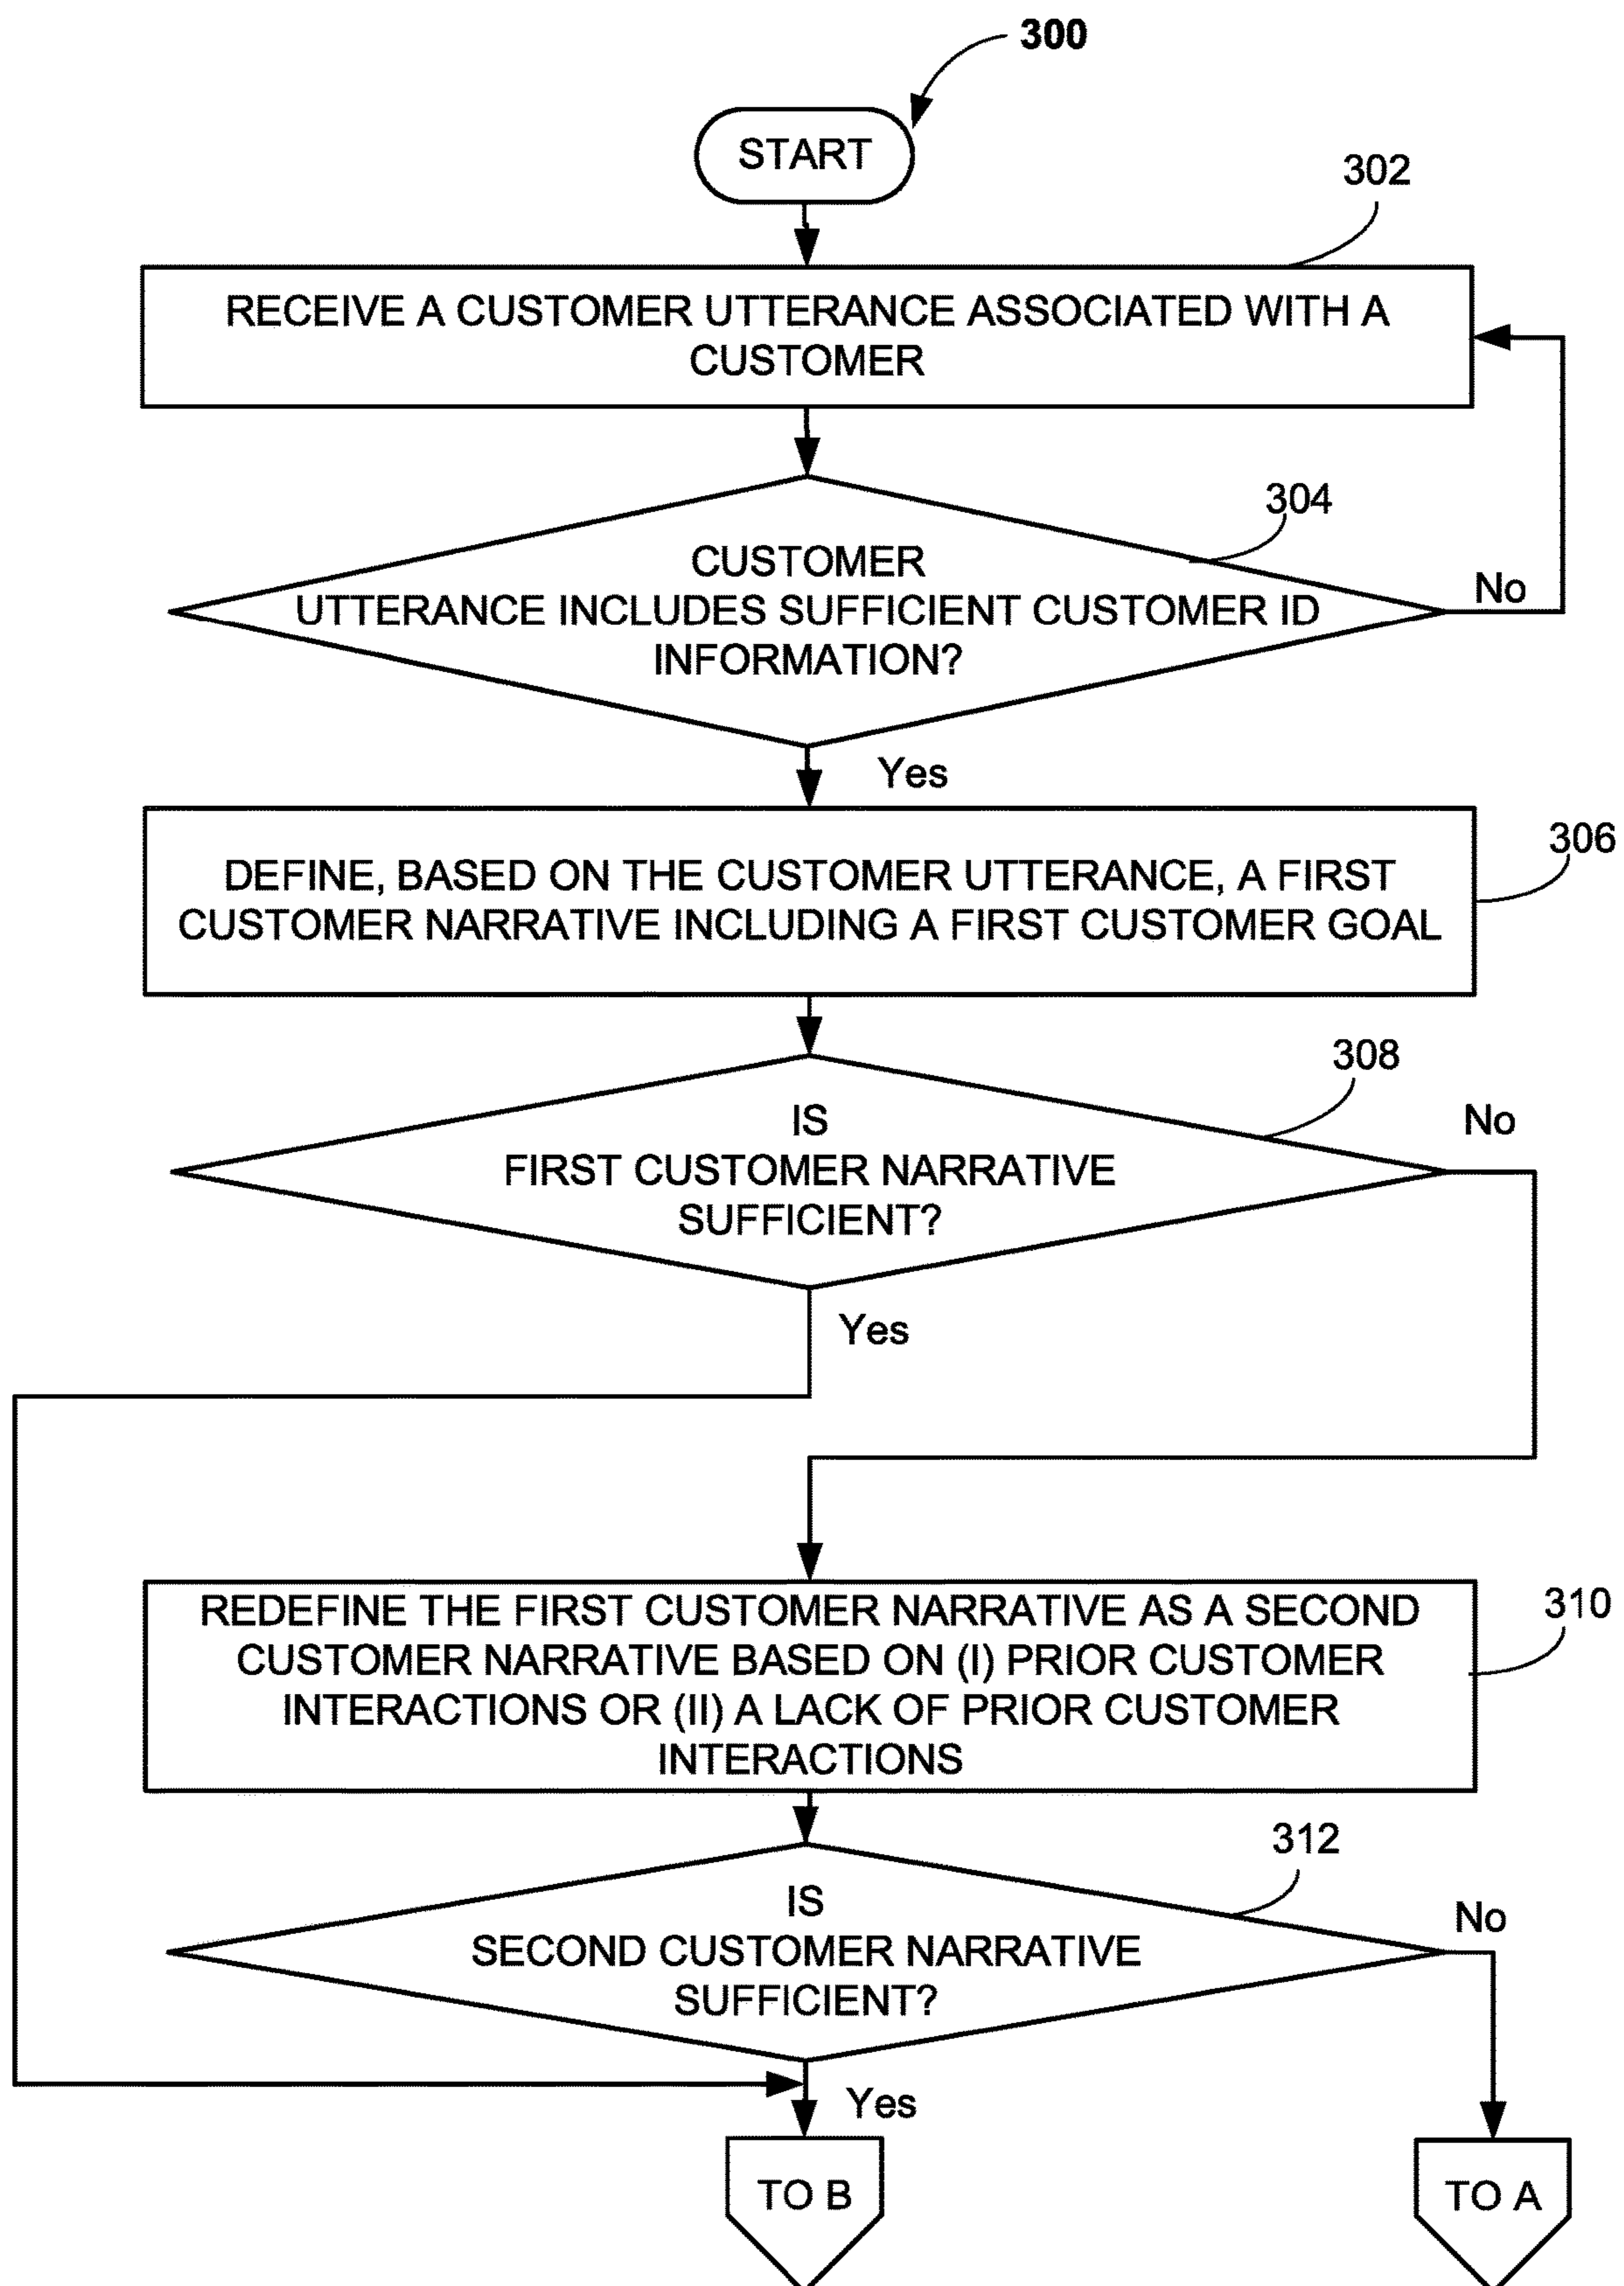 300
START
302
RECEIVE A CUSTOMER UTTERANCE ASSOCIATED WITH A
CUSTOMER
304
CUSTOMER
UTTERANCE INCLUDES SUFFICIENT CUSTOMER ID
INFORMATION?
No
Yes
306
DEFINE, BASED ON THE CUSTOMER UTTERANCE, A FIRST
CUSTOMER NARRATIVE INCLUDING A FIRST CUSTOMER GOAL
308
IS
FIRST CUSTOMER NARRATIVE
SUFFICIENT?
No
Yes
310
REDEFINE THE FIRST CUSTOMER NARRATIVE AS A SECOND
CUSTOMER NARRATIVE BASED ON (I) PRIOR CUSTOMER
INTERACTIONS OR (II) A LACK OF PRIOR CUSTOMER
INTERACTIONS
312
IS
SECOND CUSTOMER NARRATIVE
SUFFICIENT?
No
Yes
TO B
TO A